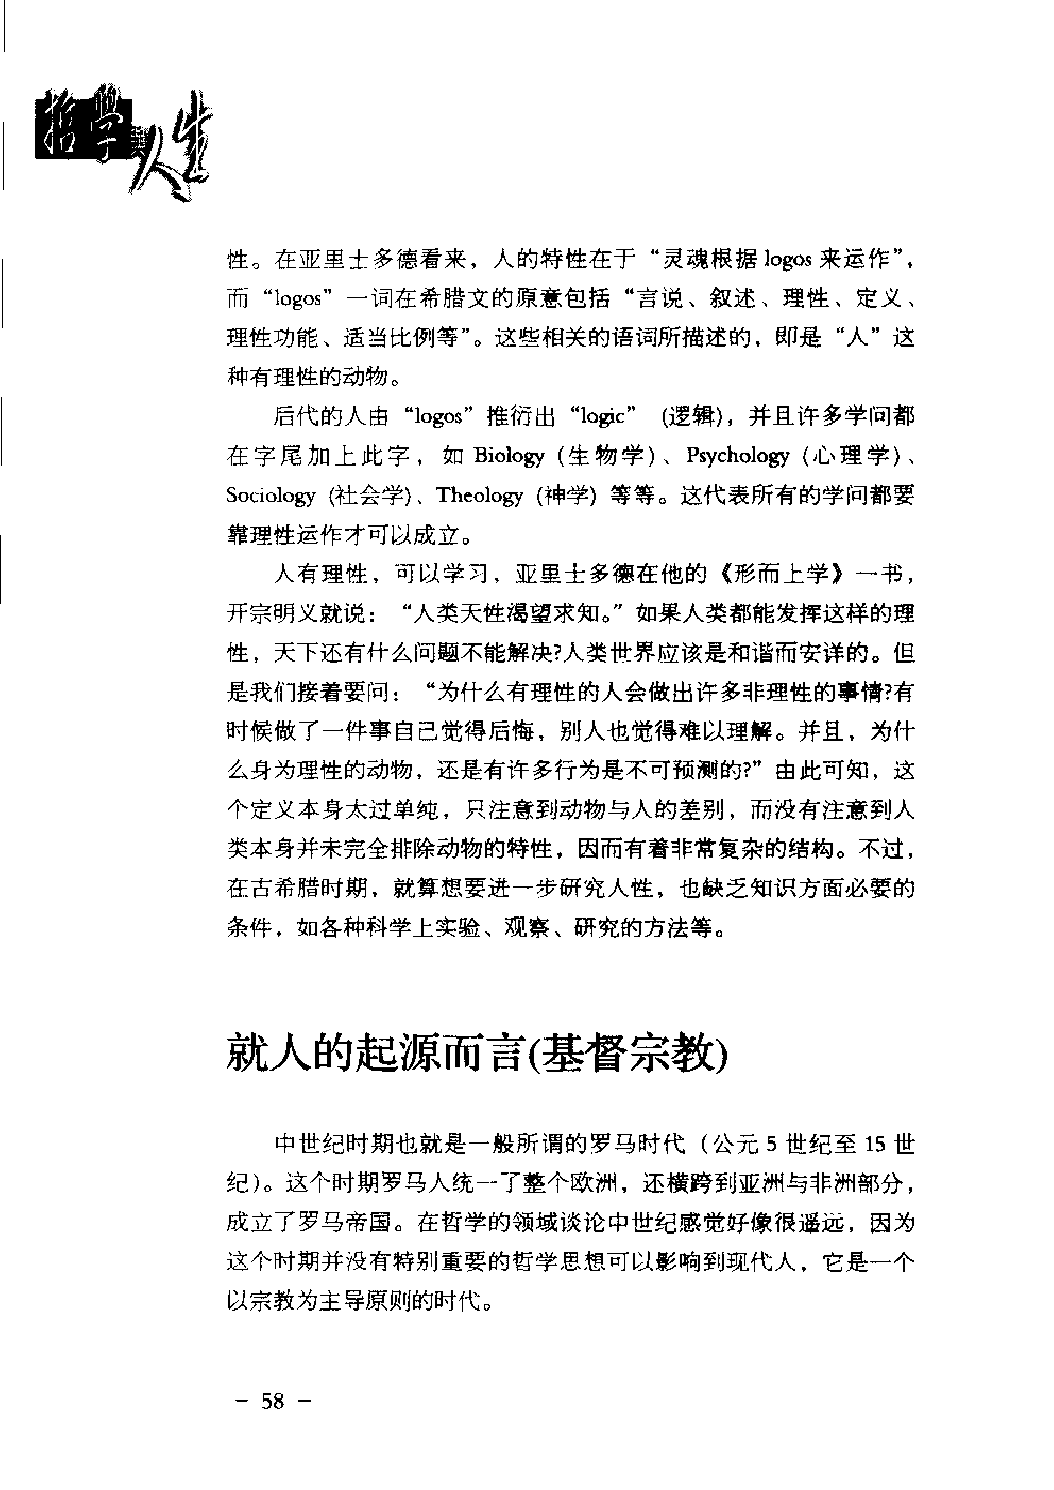 哲學與人生
性。在亚里士多德看来，人的特性在于“灵魂根据 logos 来运作”，
而“logos”一词在希腊文的原意包括“言说、叙述、理性、定义、
理性功能、适当比例等”。这些相关的语词所描述的，即是“人”这
种有理性的动物。
后代的人由“logos”推衍出“logic” (逻辑)，并且许多学问都
在字尾加上此字，如 Biology (生物学)、Psychology (心理学)、
Sociology (社会学)、Theology (神学) 等等。这代表所有的学问都要
靠理性运作才可以成立。
人有理性，可以学习，亚里士多德在他的《形而上学》一书，
开宗明义就说：“人类天性渴望求知。”如果人类都能发挥这样的理
性，天下还有什么问题不能解决?人类世界应该是和谐而安详的。但
是我们接着要问：“为什么有理性的人会做出许多非理性的事情?有
时候做了一件事自己觉得后悔，别人也觉得难以理解。并且，为什
么身为理性的动物，还是有许多行为是不可预测的?”由此可知，这
个定义本身太过单纯，只注意到动物与人的差别，而没有注意到人
类本身并未完全排除动物的特性，因而有着非常复杂的结构。不过，
在古希腊时期，就算想要进一步研究人性，也缺乏知识方面必要的
条件，如各种科学上实验、观察、研究的方法等。
就人的起源而言(基督宗教)
中世纪时期也就是一般所谓的罗马时代（公元 5 世纪至 15 世
纪)。这个时期罗马人统一了整个欧洲，还横跨到亚洲与非洲部分，
成立了罗马帝国。在哲学的领域谈论中世纪感觉好像很遥远，因为
这个时期并没有特别重要的哲学思想可以影响到现代人，它是一个
以宗教为主导原则的时代。
- 58 -